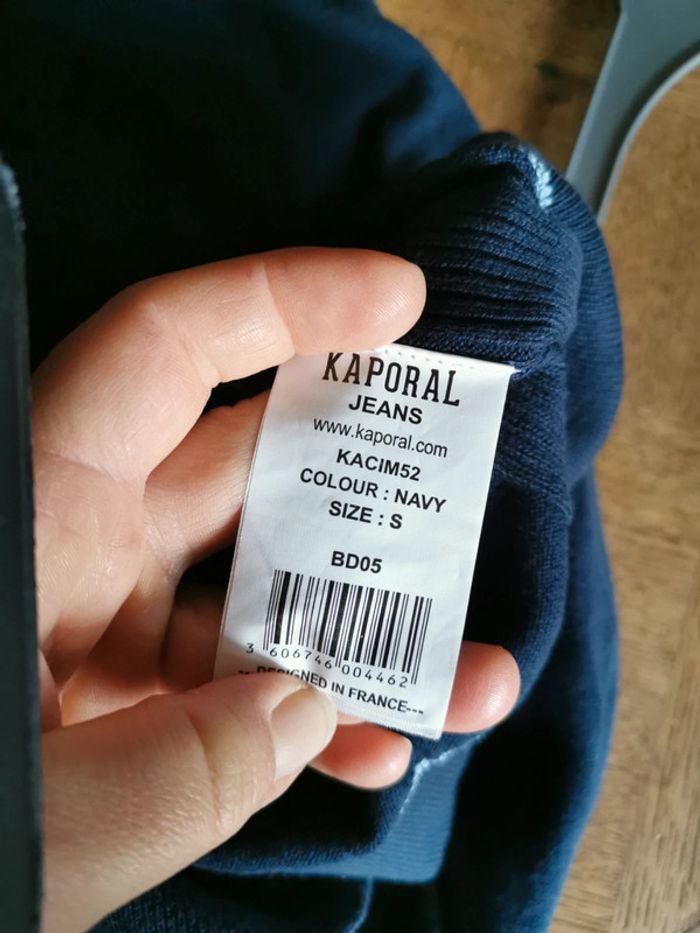 KAPORAL
JEANS
www.kaporal.com
KACIM52
COLOUR : NAVY
SIZE : S
BD05
3 606746 004462
DESIGNED IN FRANCE---